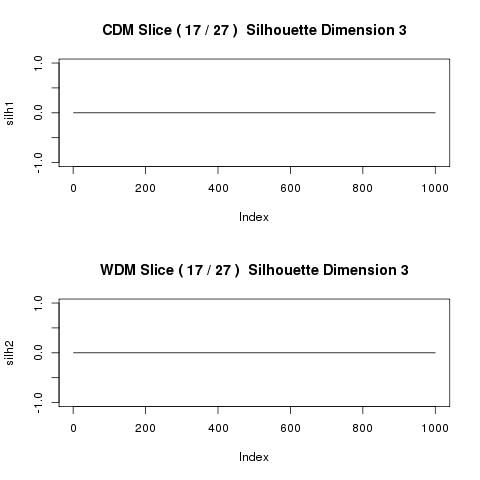 CDM Slice ( 17 / 27 )  Silhouette Dimension 3
1.0
0.0
-1.0
silh1
0 200 400 600 800 1000
Index
WDM Slice ( 17 / 27 )  Silhouette Dimension 3
1.0
0.0
-1.0
silh2
0 200 400 600 800 1000
Index